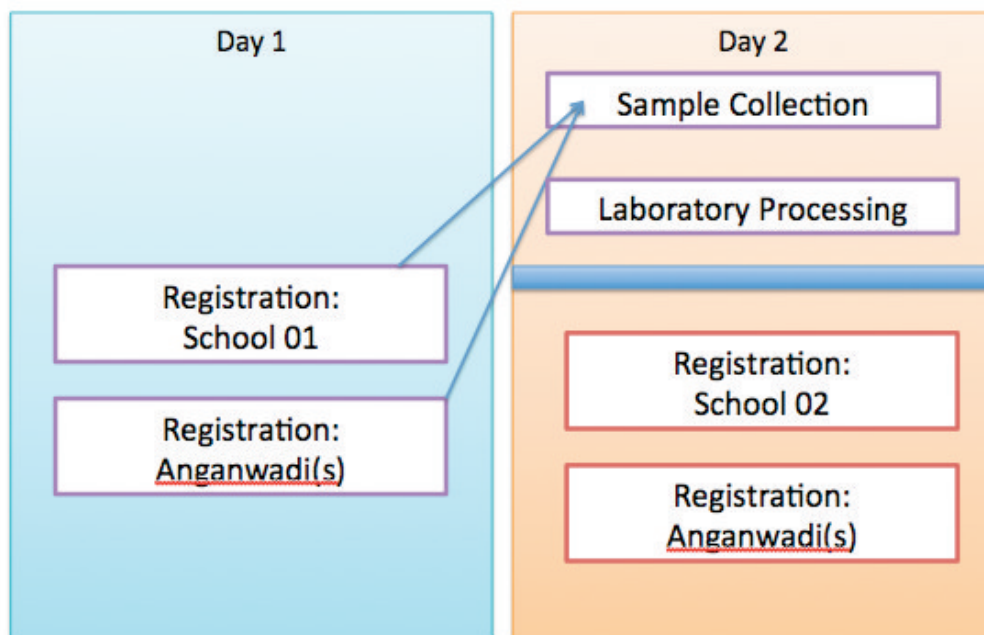 Day 1
Registration:
School 01
Registration:
Anganwadi(s)
Day 2
Sample Collection
Laboratory Processing
Registration:
School 02
Registration:
Anganwadi(s)